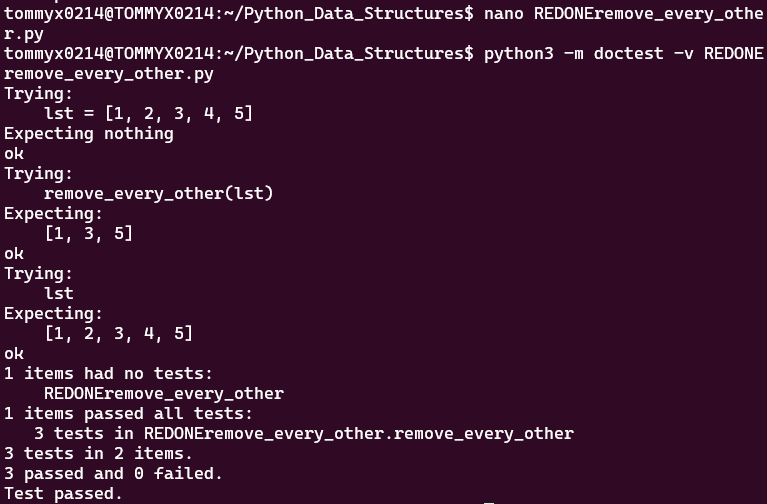 tommyx0214@TOMMYX0214:~/Python_Data_Structures$ nano REDONEremove_every_othe
r.py
tommyx0214@TOMMYX0214:~/Python_Data_Structures$ python3 -m doctest -v REDONE
remove_every_other.py
Trying:
    lst = [1, 2, 3, 4, 5]
Expecting nothing
ok
Trying:
    remove_every_other(lst)
Expecting:
    [1, 3, 5]
ok
Trying:
    lst
Expecting:
    [1, 2, 3, 4, 5]
ok
1 items had no tests:
    REDONEremove_every_other
1 items passed all tests:
   3 tests in REDONEremove_every_other.remove_every_other
3 tests in 2 items.
3 passed and 0 failed.
Test passed.